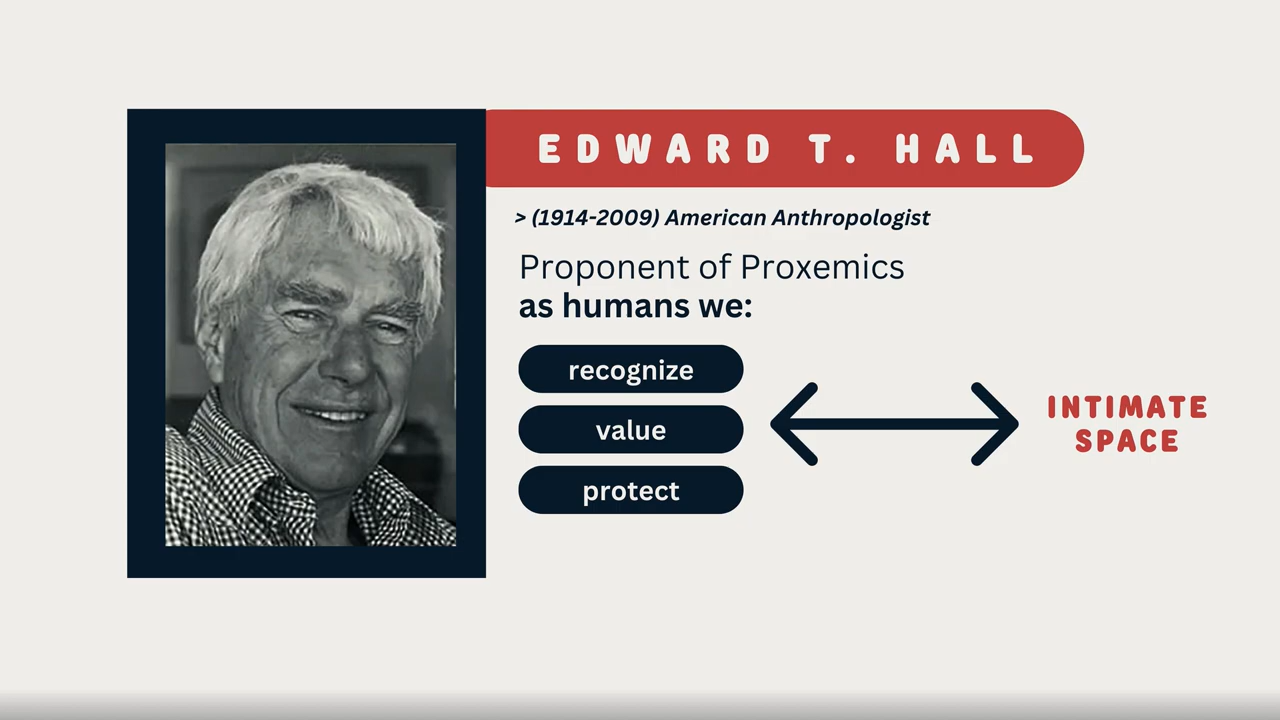 EDWARD T. HALL
> (1914-2009) American Anthropologist
Proponent of Proxemics
as humans we:
recognize
value
protect
INTIMATE
SPACE